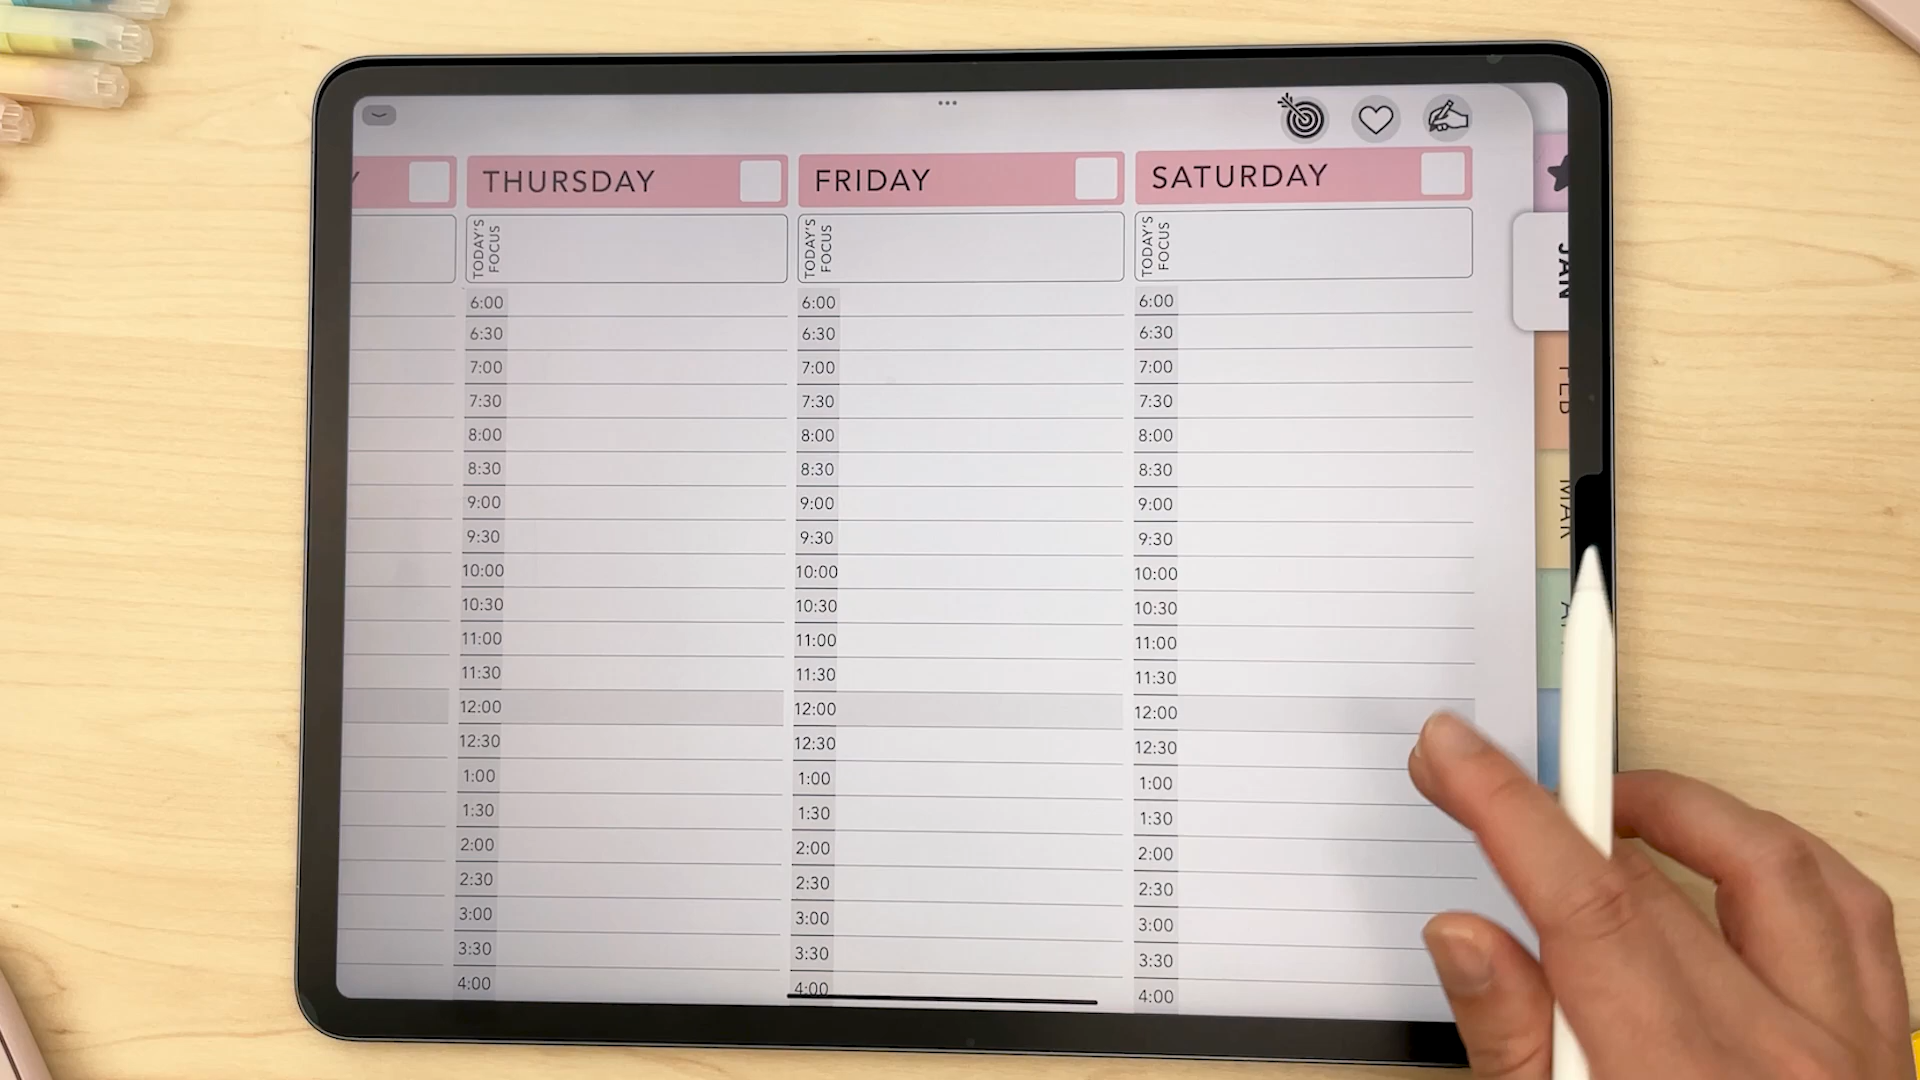 Y THURSDAY FRIDAY SATURDAY
TODAY'S FOCUS TODAY'S FOCUS TODAY'S FOCUS
6:00 6:00 6:00
6:30 6:30 6:30
7:00 7:00 7:00
7:30 7:30 7:30
8:00 8:00 8:00
8:30 8:30 8:30
9:00 9:00 9:00
9:30 9:30 9:30
10:00 10:00 10:00
10:30 10:30 10:30
11:00 11:00 11:00
11:30 11:30 11:30
12:00 12:00 12:00
12:30 12:30 12:30
1:00 1:00 1:00
1:30 1:30 1:30
2:00 2:00 2:00
2:30 2:30 2:30
3:00 3:00 3:00
3:30 3:30 3:30
4:00 4:00 4:00
JAN
FEB
MAR